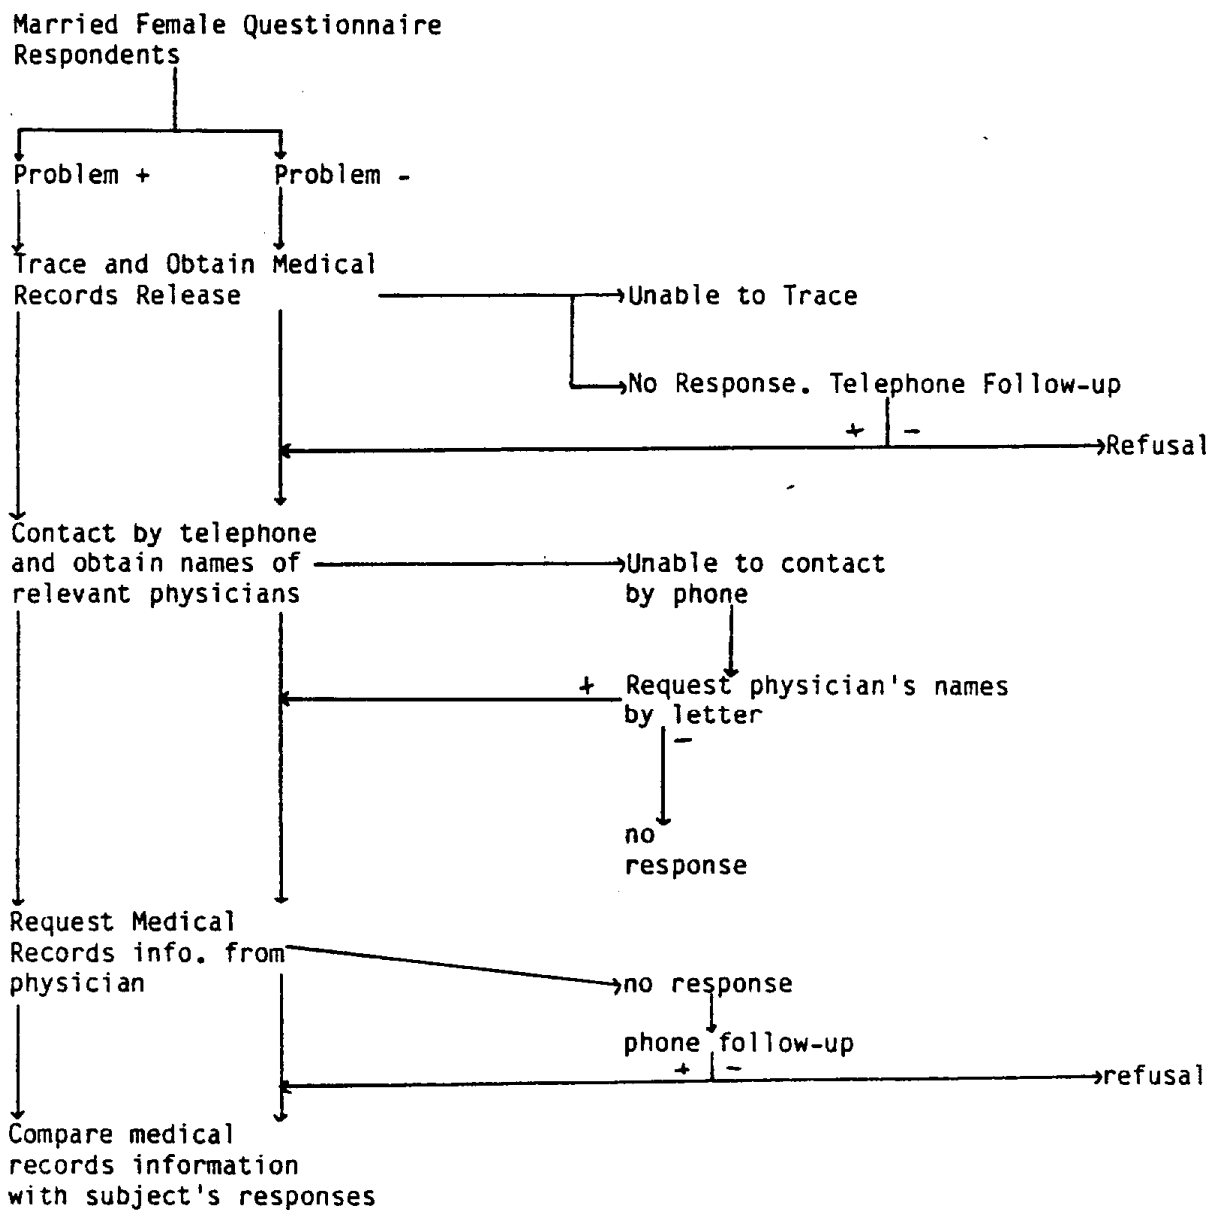 Married Female Questionnaire
Respondents
Problem +
Problem -
Trace and Obtain Medical
Records Release
Unable to Trace
No Response. Telephone Follow-up
+ -
Refusal
Contact by telephone
and obtain names of
relevant physicians
Unable to contact
by phone
+
Request physician's names
by letter
-
no
response
Request Medical
Records info. from
physician
no response
phone follow-up
+ -
refusal
Compare medical
records information
with subject's responses